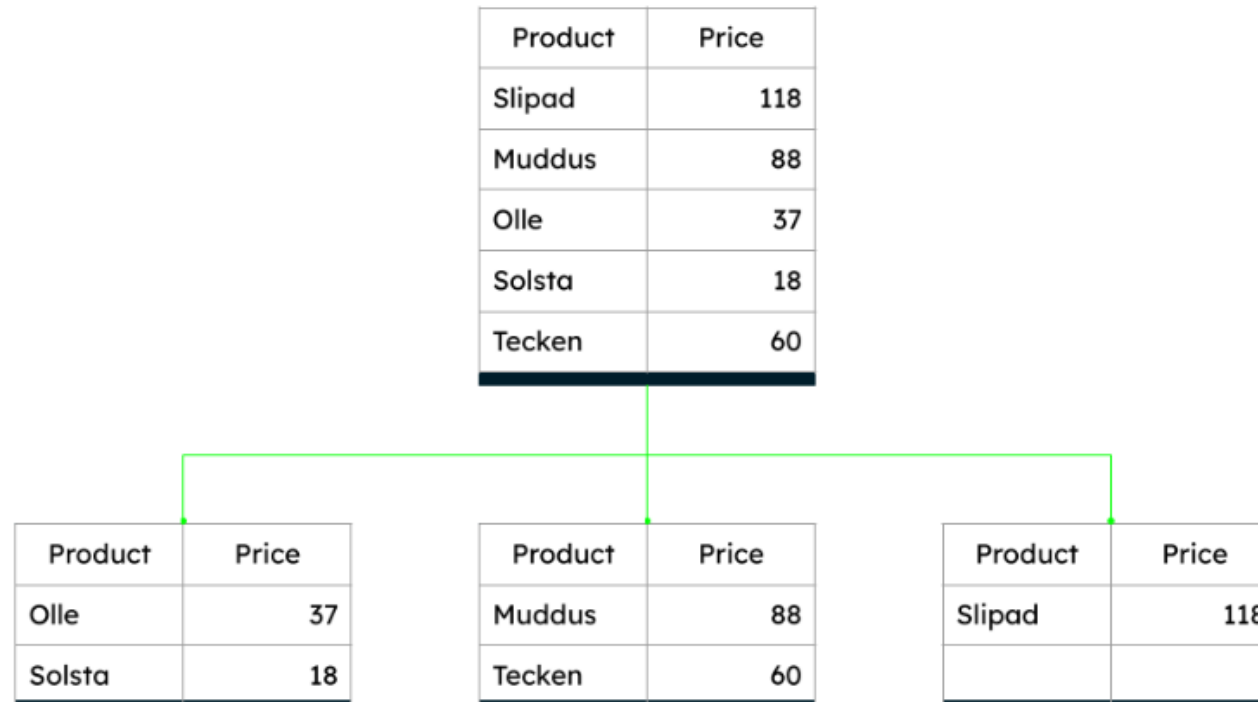 Product Price
Slipad 118
Muddus 88
Olle 37
Solsta 18
Tecken 60
Product Price
Olle 37
Solsta 18
Product Price
Muddus 88
Tecken 60
Product Price
Slipad 118